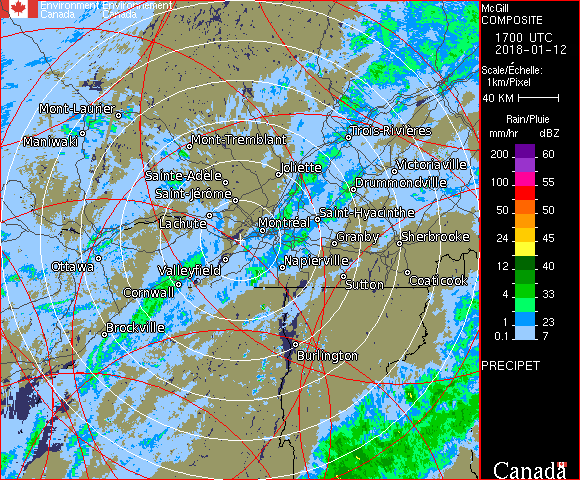 Environment Environnement
Canada Canada
McGill
COMPOSITE
1700 UTC
2018-01-12
Scale/Échelle:
1km/Pixel
40 KM
Rain/Pluie
mm/hr dBZ
200 60
100 55
50 50
24 45
12 40
4 33
1 23
0.1 7
PRECIPET
Canada
Mont-Laurier
Maniwaki
Mont-Tremblant
Trois-Rivières
Joliette
Victoriaville
Sainte-Adèle
Drummondville
Saint-Jérôme
Saint-Hyacinthe
Lachute
Montréal
Granby
Sherbrooke
Ottawa
Valleyfield
Napierville
Cornwall
Sutton
Coaticook
Brockville
Burlington